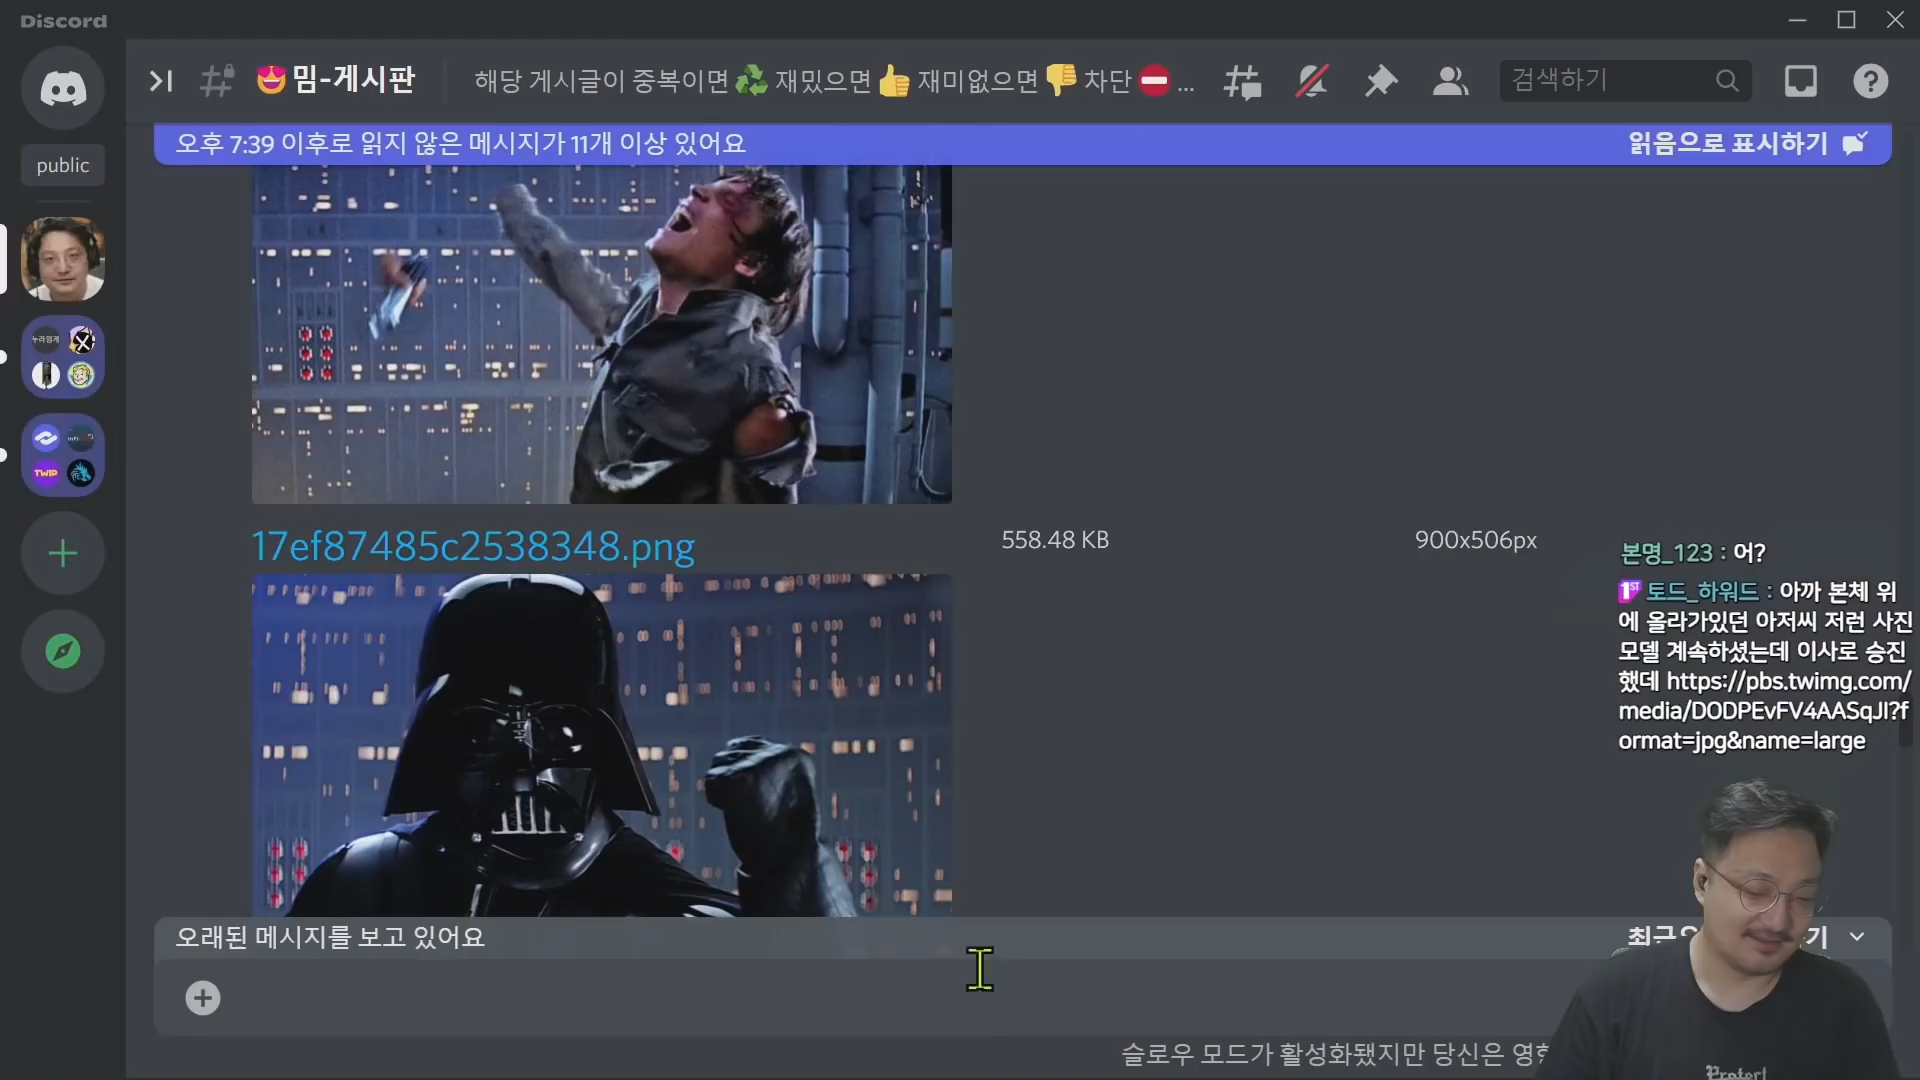 Discord
public
밈-게시판
해당 게시글이 중복이면 재밌으면 재미없으면 차단 ...
검색하기
오후 7:39 이후로 읽지 않은 메시지가 11개 이상 있어요
읽음으로 표시하기
17ef87485c2538348.png
558.48 KB
900x506px
본명_123 : 어?
1ST 토드_하워드 : 아까 본체 위
에 올라가있던 아저씨 저런 사진
모델 계속하셨는데 이사로 승진
했데 https://pbs.twimg.com/
media/DODPEvFV4AASqJI?f
ormat=jpg&name=large
TWIP
오래된 메시지를 보고 있어요
슬로우 모드가 활성화됐지만 당신은
Protect